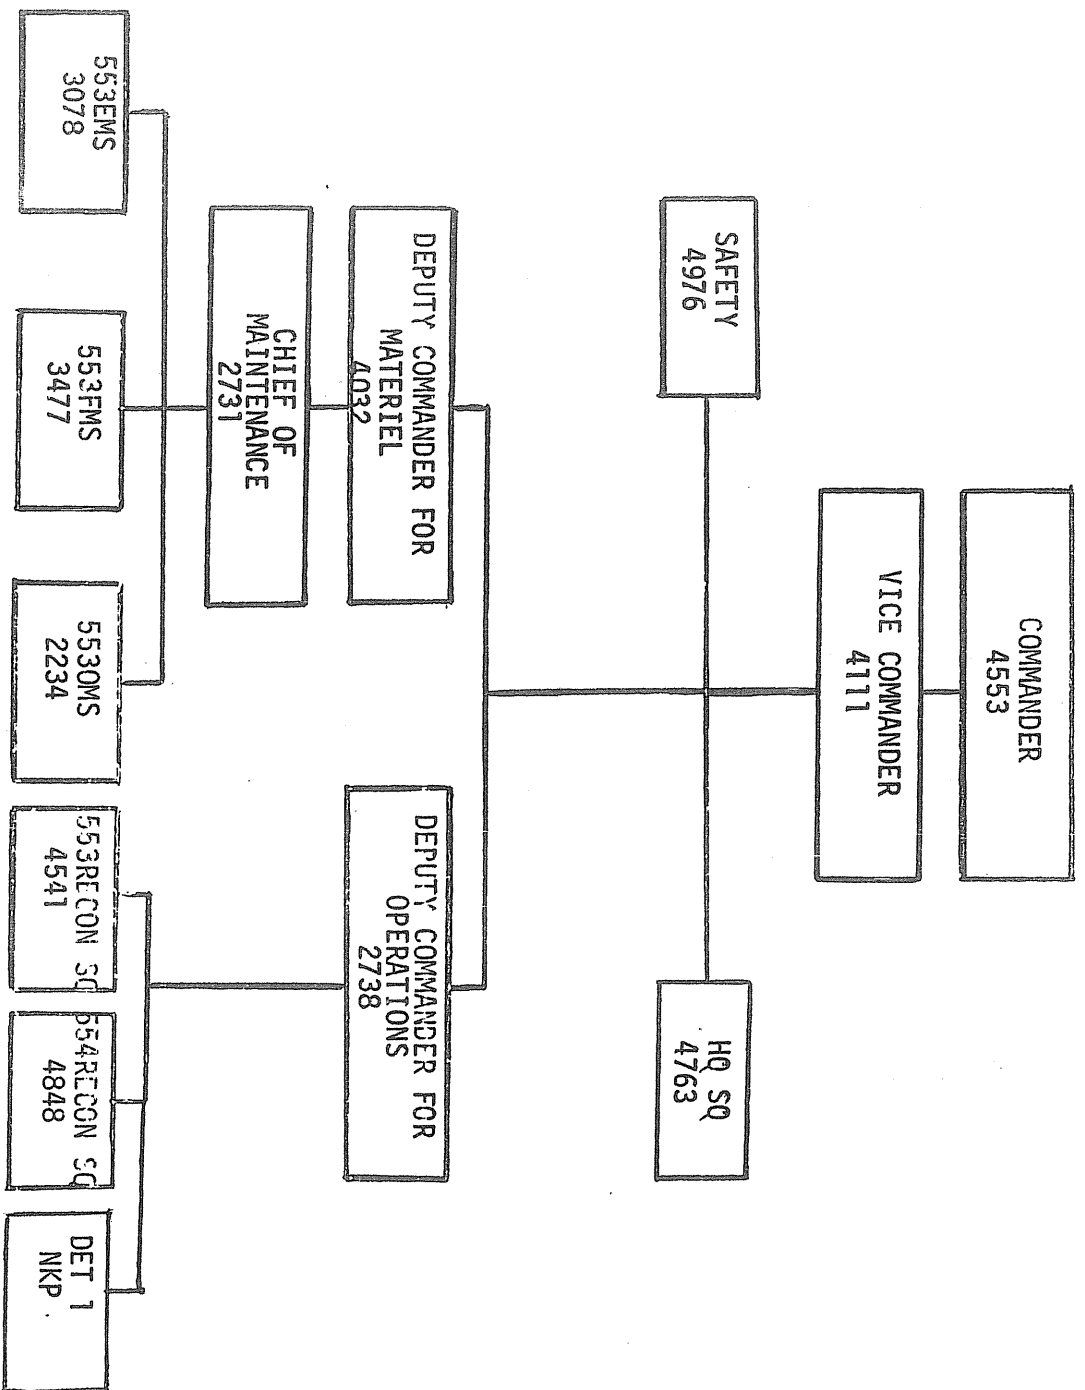 COMMANDER
4553
VICE COMMANDER
4111
SAFETY
4976
HQ SQ
4763
DEPUTY COMMANDER FOR
MATERIEL
4032
DEPUTY COMMANDER FOR
OPERATIONS
2738
CHIEF OF
MAINTENANCE
2731
553EMS
3078
553FMS
3477
553OMS
2234
553RECON SQ
4541
554RECON SQ
4848
DET 1
NKP